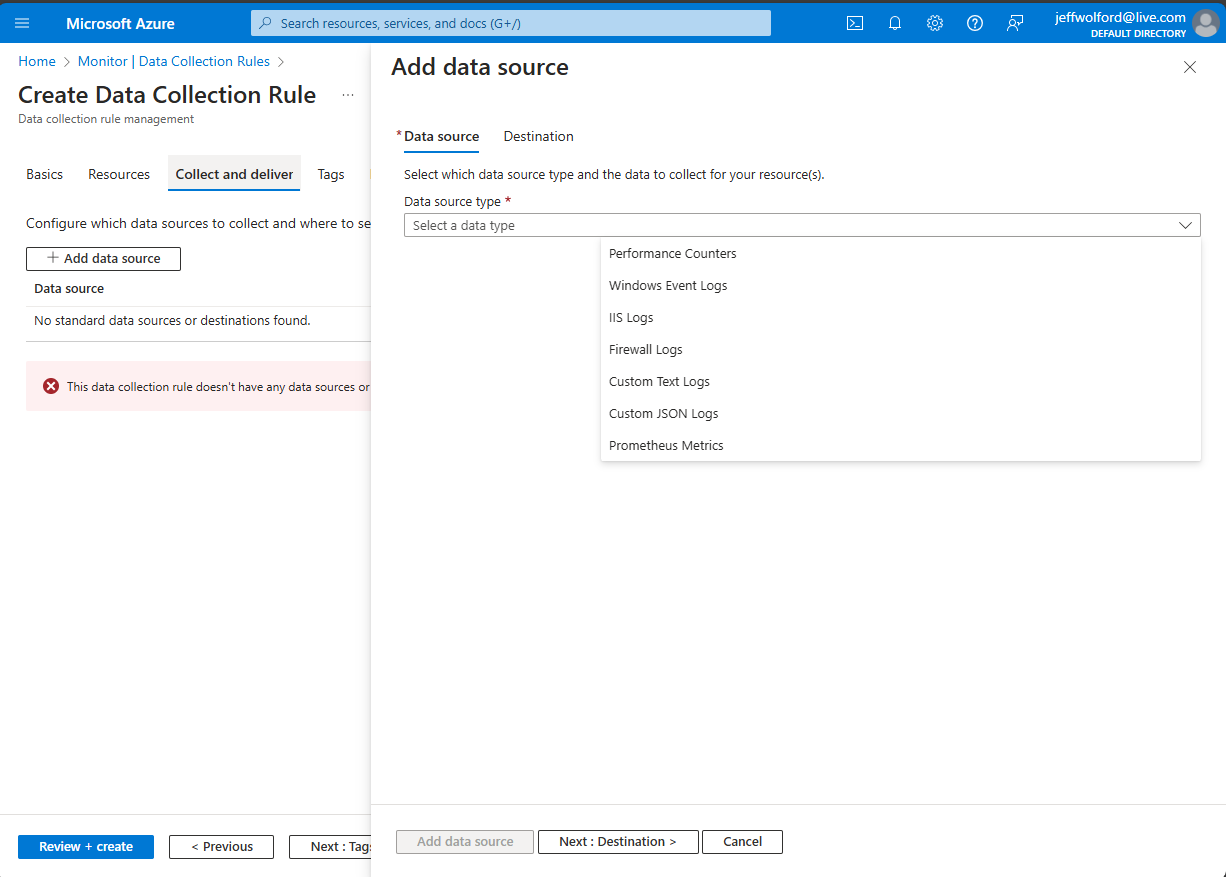 Microsoft Azure
Search resources, services, and docs (G+/)
jeffwolford@live.com
DEFAULT DIRECTORY
Home > Monitor | Data Collection Rules >
Create Data Collection Rule ...
Data collection rule management
Basics Resources Collect and deliver Tags
Configure which data sources to collect and where to se
+ Add data source
Data source
No standard data sources or destinations found.
This data collection rule doesn't have any data sources or
Review + create < Previous Next : Tags
Add data source
* Data source Destination
Select which data source type and the data to collect for your resource(s).
Data source type *
Select a data type
Performance Counters
Windows Event Logs
IIS Logs
Firewall Logs
Custom Text Logs
Custom JSON Logs
Prometheus Metrics
Add data source Next : Destination > Cancel